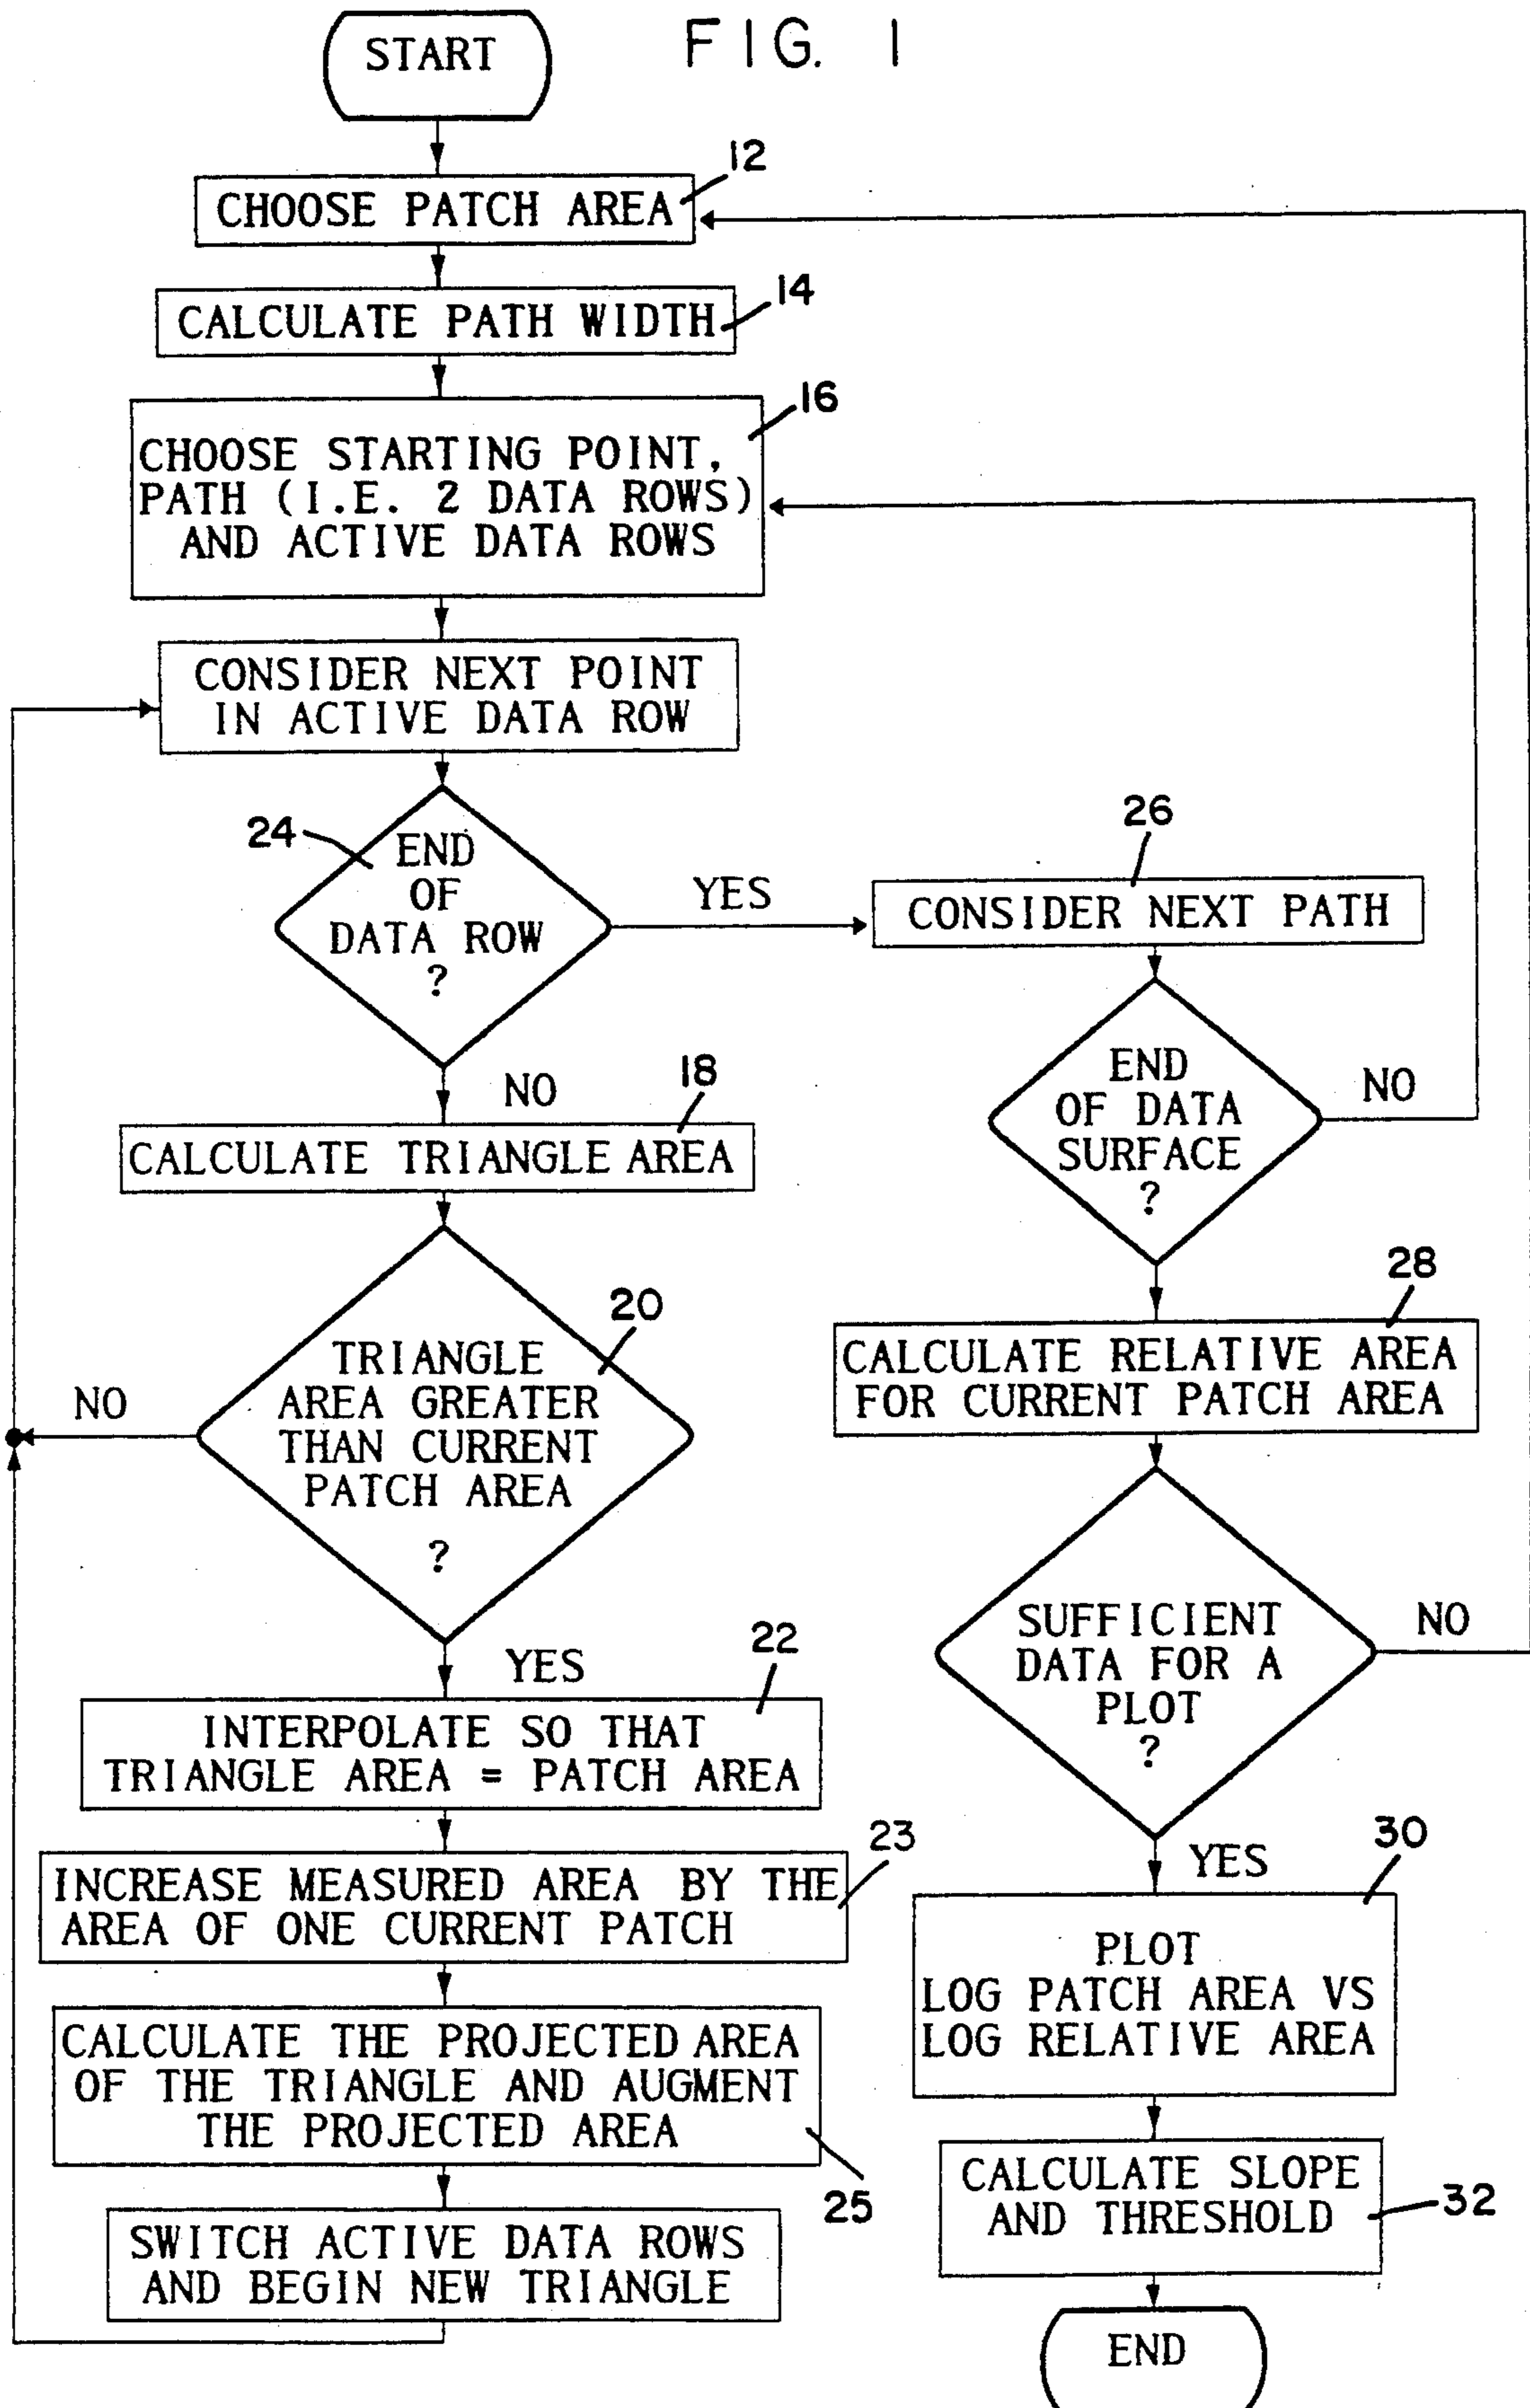 FIG. 1
START
12
CHOOSE PATCH AREA
14
CALCULATE PATH WIDTH
16
CHOOSE STARTING POINT,
PATH (I.E. 2 DATA ROWS)
AND ACTIVE DATA ROWS
CONSIDER NEXT POINT
IN ACTIVE DATA ROW
24
END
OF
DATA ROW
?
YES
NO
18
CALCULATE TRIANGLE AREA
20
TRIANGLE
AREA GREATER
THAN CURRENT
PATCH AREA
?
NO
YES
22
INTERPOLATE SO THAT
TRIANGLE AREA = PATCH AREA
23
INCREASE MEASURED AREA BY THE
AREA OF ONE CURRENT PATCH
CALCULATE THE PROJECTED AREA
OF THE TRIANGLE AND AUGMENT
THE PROJECTED AREA
25
SWITCH ACTIVE DATA ROWS
AND BEGIN NEW TRIANGLE
26
CONSIDER NEXT PATH
END
OF DATA
SURFACE
?
NO
28
CALCULATE RELATIVE AREA
FOR CURRENT PATCH AREA
SUFFICIENT
DATA FOR A
PLOT
?
NO
YES
30
PLOT
LOG PATCH AREA VS
LOG RELATIVE AREA
CALCULATE SLOPE
AND THRESHOLD
32
END